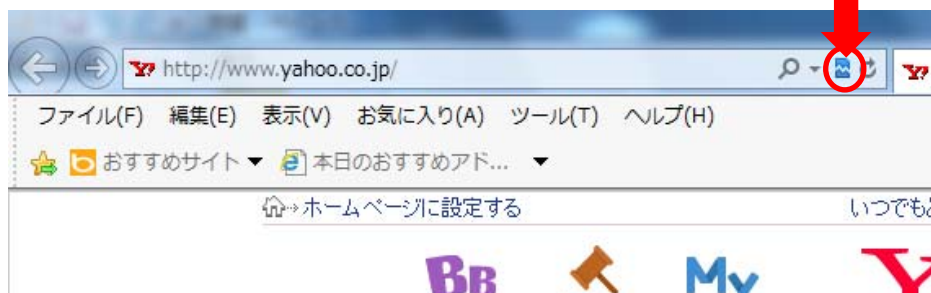 http://www.yahoo.co.jp/
ファイル(F) 編集(E) 表示(V) お気に入り(A) ツール(T) ヘルプ(H)
おすすめサイト ▼ 本日のおすすめアド... ▼
ホームページに設定する いつでも
BB My Y